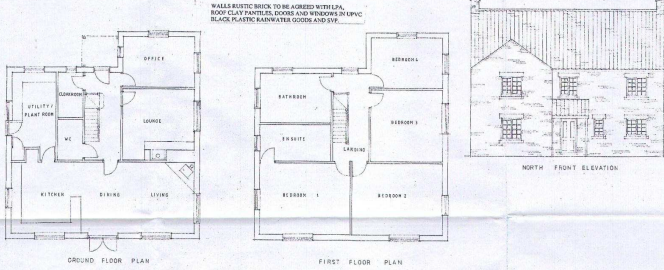 WALLS RUSTIC BRICK TO BE AGREED WITH LPA,
ROOF CLAY PANTILES, DOORS AND WINDOWS IN UPVC
BLACK PLASTIC RAINWATER GOODS AND SVP.
OFFICE
CLOAKROOM
UTILITY/
PLANT ROOM
LOUNGE
WC
KITCHEN DINING LIVING
GROUND FLOOR PLAN
BEDROOM 4
BATHROOM
BEDROOM 3
ENSUITE
LANDING
BEDROOM 1
BEDROOM 2
FIRST FLOOR PLAN
NORTH FRONT ELEVATION